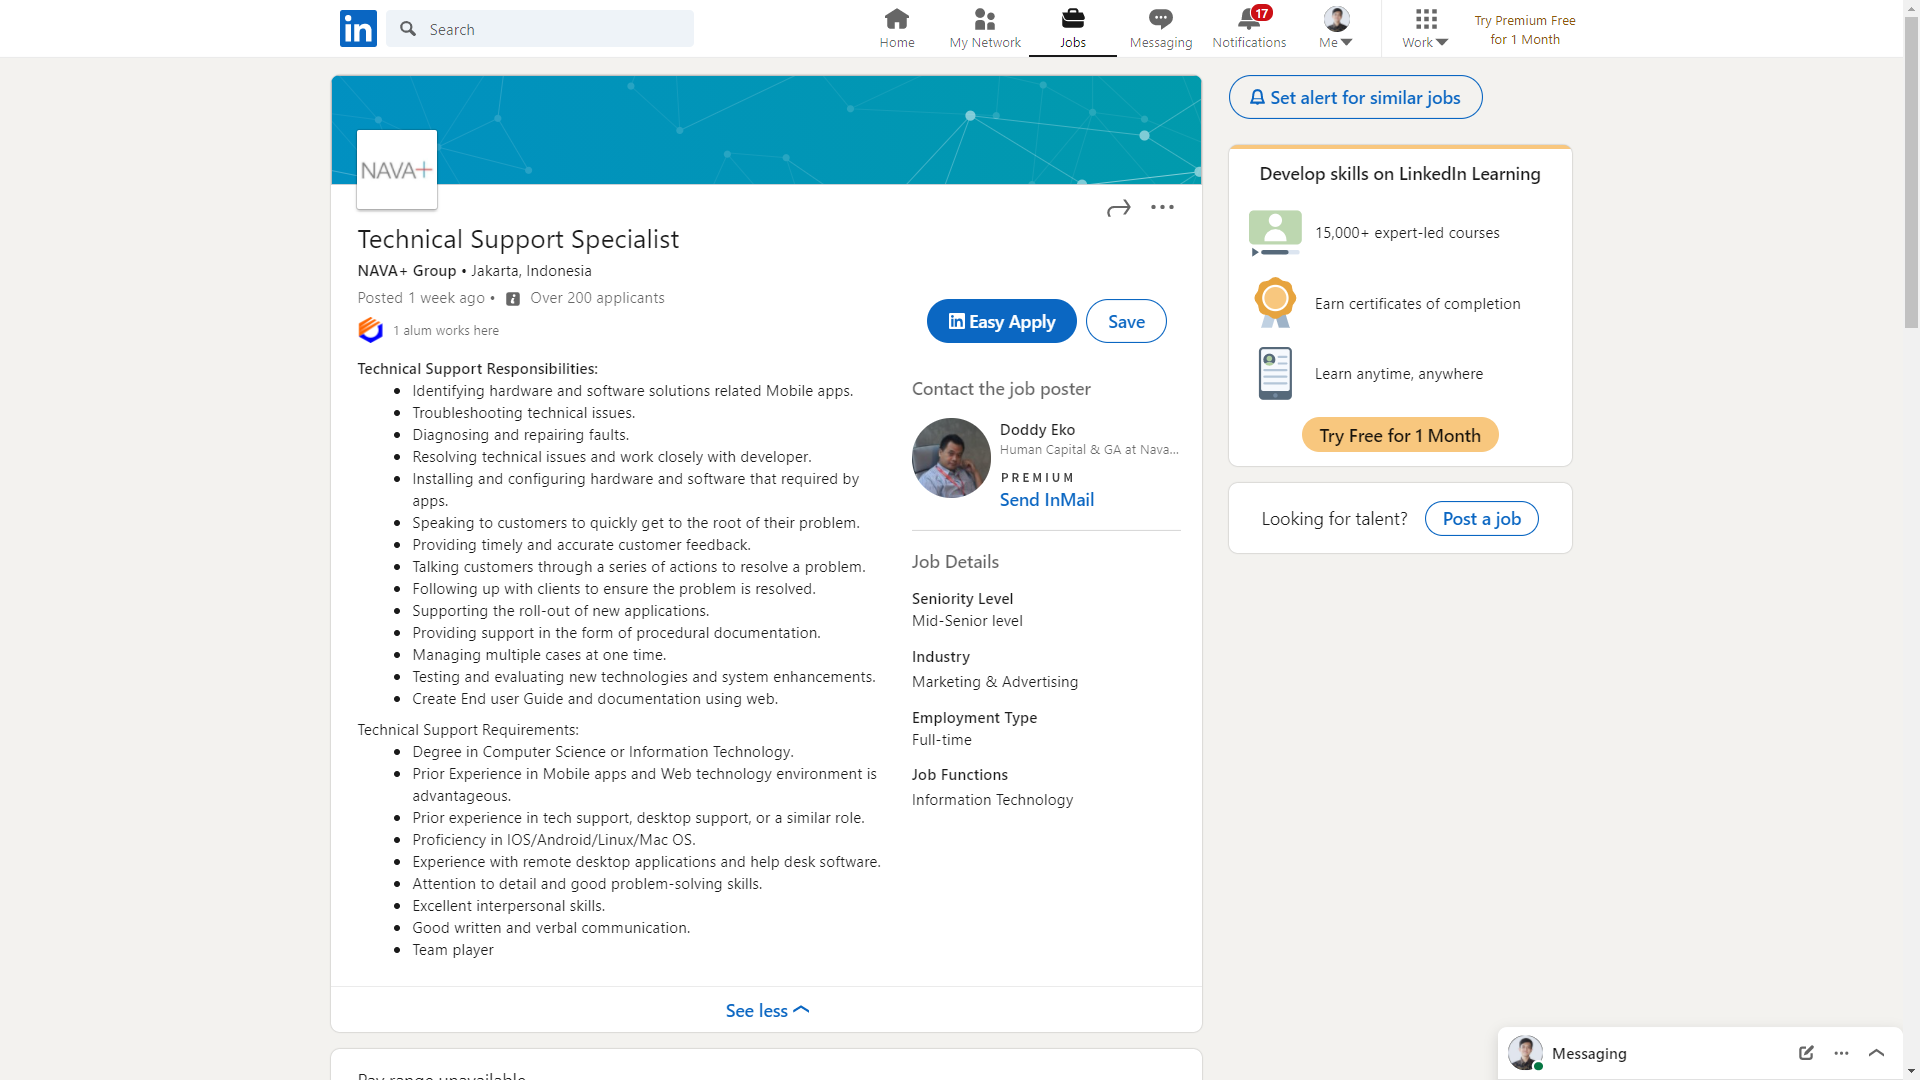 in
Search
Home
My Network
Jobs
Messaging
17
Notifications
Me
Work
Try Premium Free
for 1 Month
NAVA+
Technical Support Specialist
NAVA+ Group • Jakarta, Indonesia
Posted 1 week ago • Over 200 applicants
1 alum works here
in Easy Apply
Save
Technical Support Responsibilities:
• Identifying hardware and software solutions related Mobile apps.
• Troubleshooting technical issues.
• Diagnosing and repairing faults.
• Resolving technical issues and work closely with developer.
• Installing and configuring hardware and software that required by
apps.
• Speaking to customers to quickly get to the root of their problem.
• Providing timely and accurate customer feedback.
• Talking customers through a series of actions to resolve a problem.
• Following up with clients to ensure the problem is resolved.
• Supporting the roll-out of new applications.
• Providing support in the form of procedural documentation.
• Managing multiple cases at one time.
• Testing and evaluating new technologies and system enhancements.
• Create End user Guide and documentation using web.
Technical Support Requirements:
• Degree in Computer Science or Information Technology.
• Prior Experience in Mobile apps and Web technology environment is
advantageous.
• Prior experience in tech support, desktop support, or a similar role.
• Proficiency in IOS/Android/Linux/Mac OS.
• Experience with remote desktop applications and help desk software.
• Attention to detail and good problem-solving skills.
• Excellent interpersonal skills.
• Good written and verbal communication.
• Team player
See less
Contact the job poster
Doddy Eko
Human Capital & GA at Nava...
PREMIUM
Send InMail
Job Details
Seniority Level
Mid-Senior level
Industry
Marketing & Advertising
Employment Type
Full-time
Job Functions
Information Technology
Set alert for similar jobs
Develop skills on LinkedIn Learning
15,000+ expert-led courses
Earn certificates of completion
Learn anytime, anywhere
Try Free for 1 Month
Looking for talent?
Post a job
Pay range unavailable
Messaging